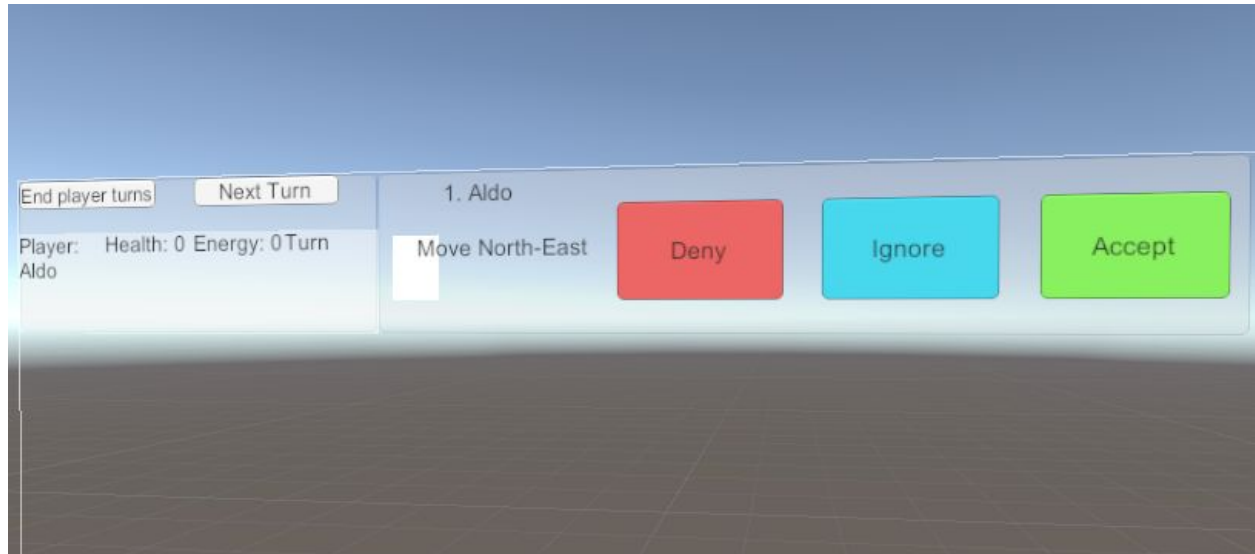 End player turns
Next Turn
Player: Aldo
Health: 0
Energy: 0
Turn
1. Aldo
Move North-East
Deny
Ignore
Accept